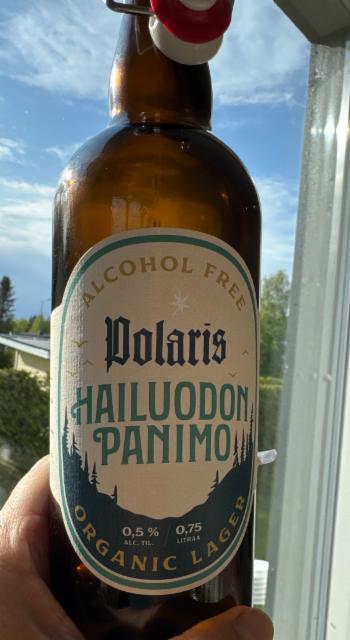 ALCOHOL FREE
Polaris
HAILUODON
PANIMO
0,5 % 0,75
ALC. TIL. LITRAA
ORGANIC LAGER